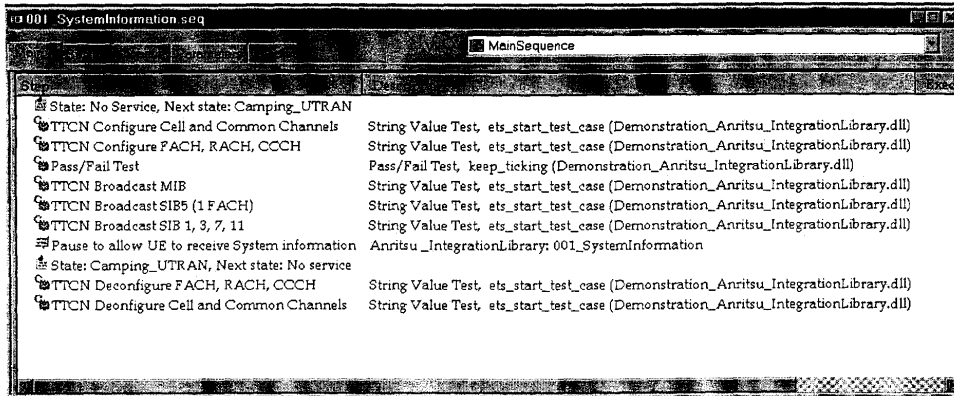 001_SystemInformation.seq
MainSequence
State: No Service, Next state: Camping_UTRAN
TTCN Configure Cell and Common Channels String Value Test, ets_start_test_case (Demonstration_Anritsu_IntegrationLibrary.dll)
TTCN Configure FACH, RACH, CCCH String Value Test, ets_start_test_case (Demonstration_Anritsu_IntegrationLibrary.dll)
Pass/Fail Test Pass/Fail Test, keep_ticking (Demonstration_Anritsu_IntegrationLibrary.dll)
TTCN Broadcast MIB String Value Test, ets_start_test_case (Demonstration_Anritsu_IntegrationLibrary.dll)
TTCN Broadcast SIB5 (1 FACH) String Value Test, ets_start_test_case (Demonstration_Anritsu_IntegrationLibrary.dll)
TTCN Broadcast SIB 1, 3, 7, 11 String Value Test, ets_start_test_case (Demonstration_Anritsu_IntegrationLibrary.dll)
Pause to allow UE to receive System information Anritsu _IntegrationLibrary: 001_SystemInformation
State: Camping_UTRAN, Next state: No service
TTCN Deconfigure FACH, RACH, CCCH String Value Test, ets_start_test_case (Demonstration_Anritsu_IntegrationLibrary.dll)
TTCN Deonfigure Cell and Common Channels String Value Test, ets_start_test_case (Demonstration_Anritsu_IntegrationLibrary.dll)